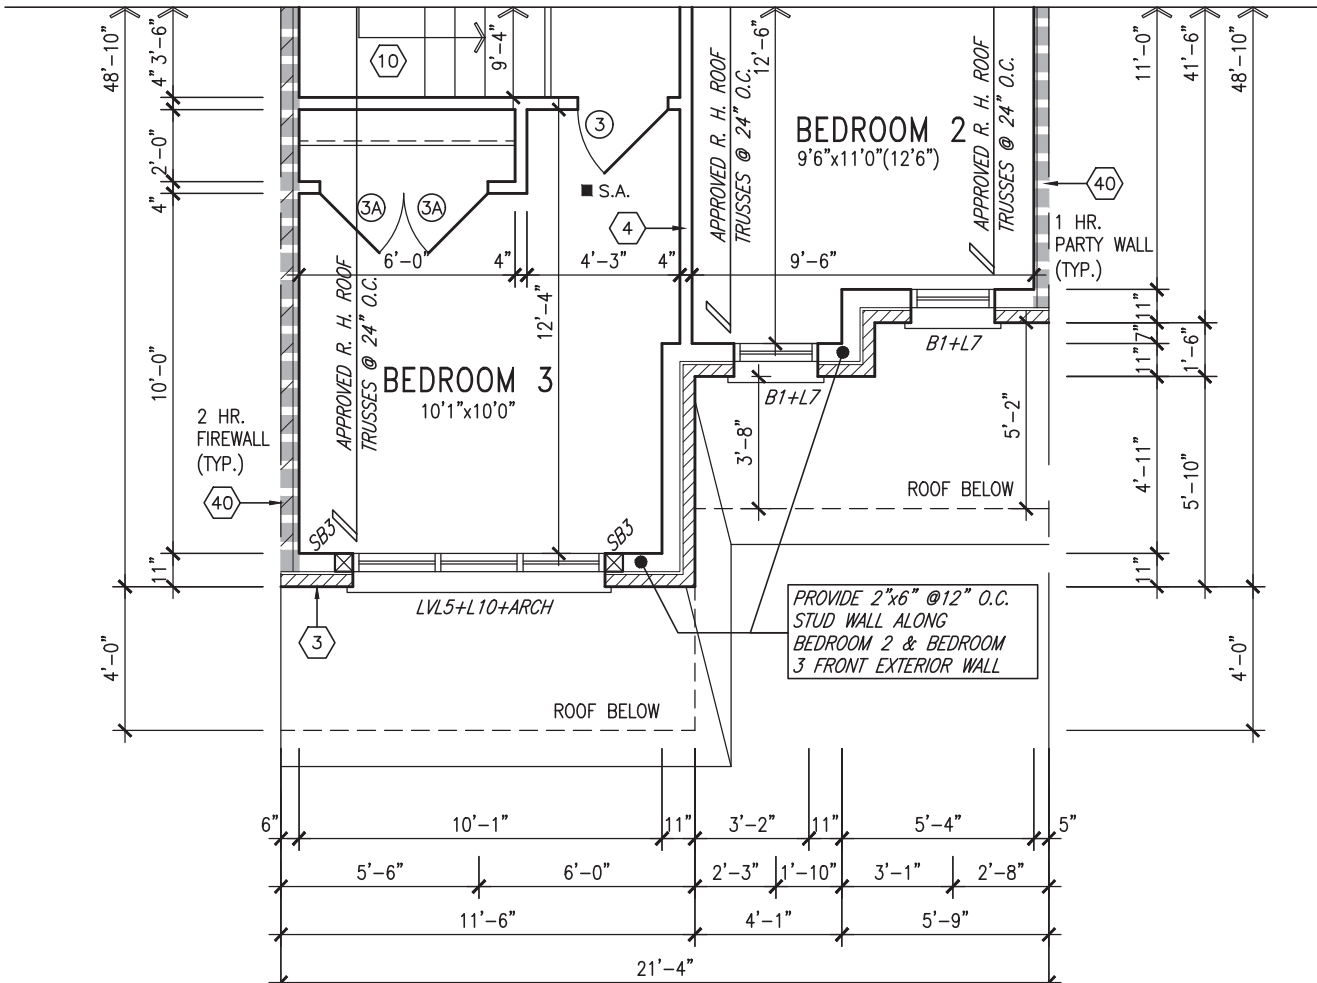 48'-10"
4" 3'-6"
10
9'-4"
12'-6"
11'-0"
41'-6"
48'-10"
APPROVED R. H. ROOF
TRUSSES @ 24" O.C.
BEDROOM 2
9'6"x11'0"(12'6")
APPROVED R. H. ROOF
TRUSSES @ 24" O.C.
3
2'-0"
4"
3A
3A
S.A.
4
40
1 HR.
PARTY WALL
(TYP.)
6'-0"
4"
4'-3"
4"
9'-6"
APPROVED R. H. ROOF
TRUSSES @ 24" O.C.
12'-4"
11"
7"
11"
1'-6"
B1+L7
B1+L7
BEDROOM 3
10'1"x10'0"
10'-0"
2 HR.
FIREWALL
(TYP.)
40
3'-8"
5'-2"
4'-11"
5'-10"
ROOF BELOW
SB3
SB3
11"
11"
LVL5+L10+ARCH
3
PROVIDE 2"x6" @12" O.C.
STUD WALL ALONG
BEDROOM 2 & BEDROOM
3 FRONT EXTERIOR WALL
4'-0"
4'-0"
ROOF BELOW
6"
10'-1"
11"
3'-2"
11"
5'-4"
5"
5'-6"
6'-0"
2'-3"
1'-10"
3'-1"
2'-8"
11'-6"
4'-1"
5'-9"
21'-4"